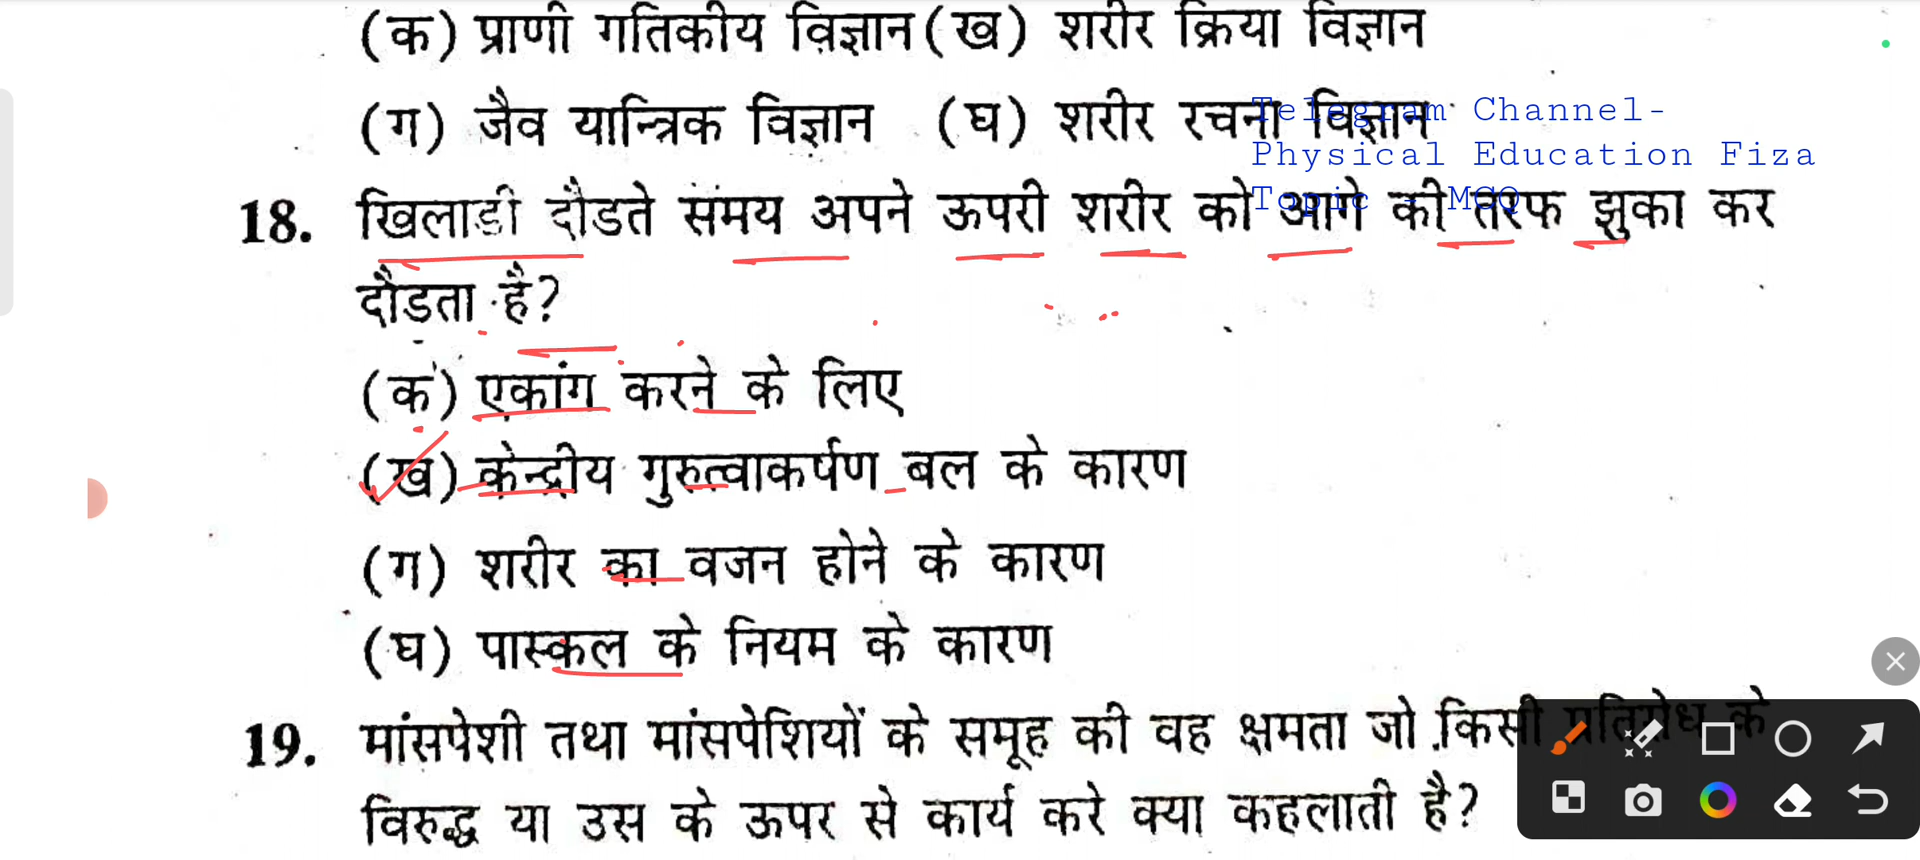 (क) प्राणी गतिकीय विज्ञान (ख) शरीर क्रिया विज्ञान
(ग) जैव यान्त्रिक विज्ञान (घ) शरीर रचना विज्ञान
Telegram Channel-
Physical Education Fiza
Topic - MCQ
18. खिलाडी दौडते समय अपने ऊपरी शरीर को आगे की तरफ झुका कर
दौडता है?
(क) एकांग करने के लिए
(ख) केन्द्रीय गुरुत्वाकर्षण बल के कारण
(ग) शरीर का वजन होने के कारण
(घ) पास्कल के नियम के कारण
19. मांसपेशी तथा मांसपेशियों के समूह की वह क्षमता जो किसी प्रतिरोध के
विरुद्ध या उस के ऊपर से कार्य करे क्या कहलाती है?